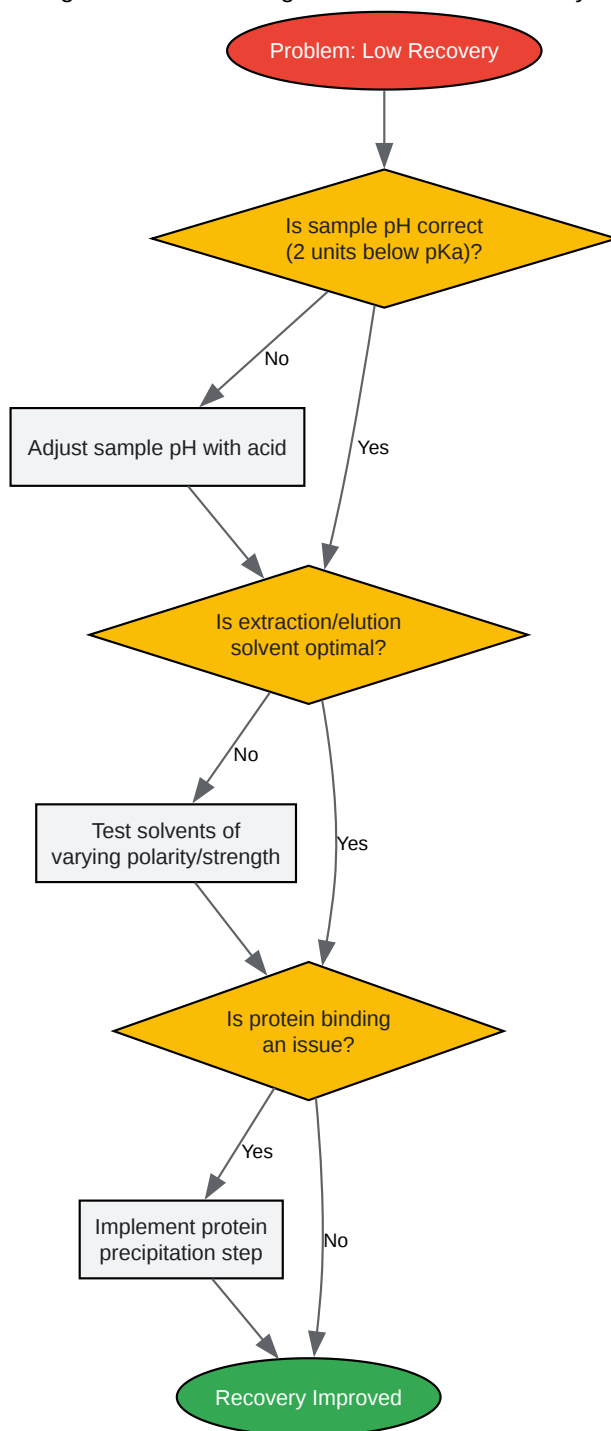 Problem: Low Recovery
Is sample pH correct
(2 units below pKa)?
No
Adjust sample pH with acid
Yes
Is extraction/elution
solvent optimal?
No
Test solvents of
varying polarity/strength
Yes
Is protein binding
an issue?
Yes
Implement protein
precipitation step
No
Recovery Improved